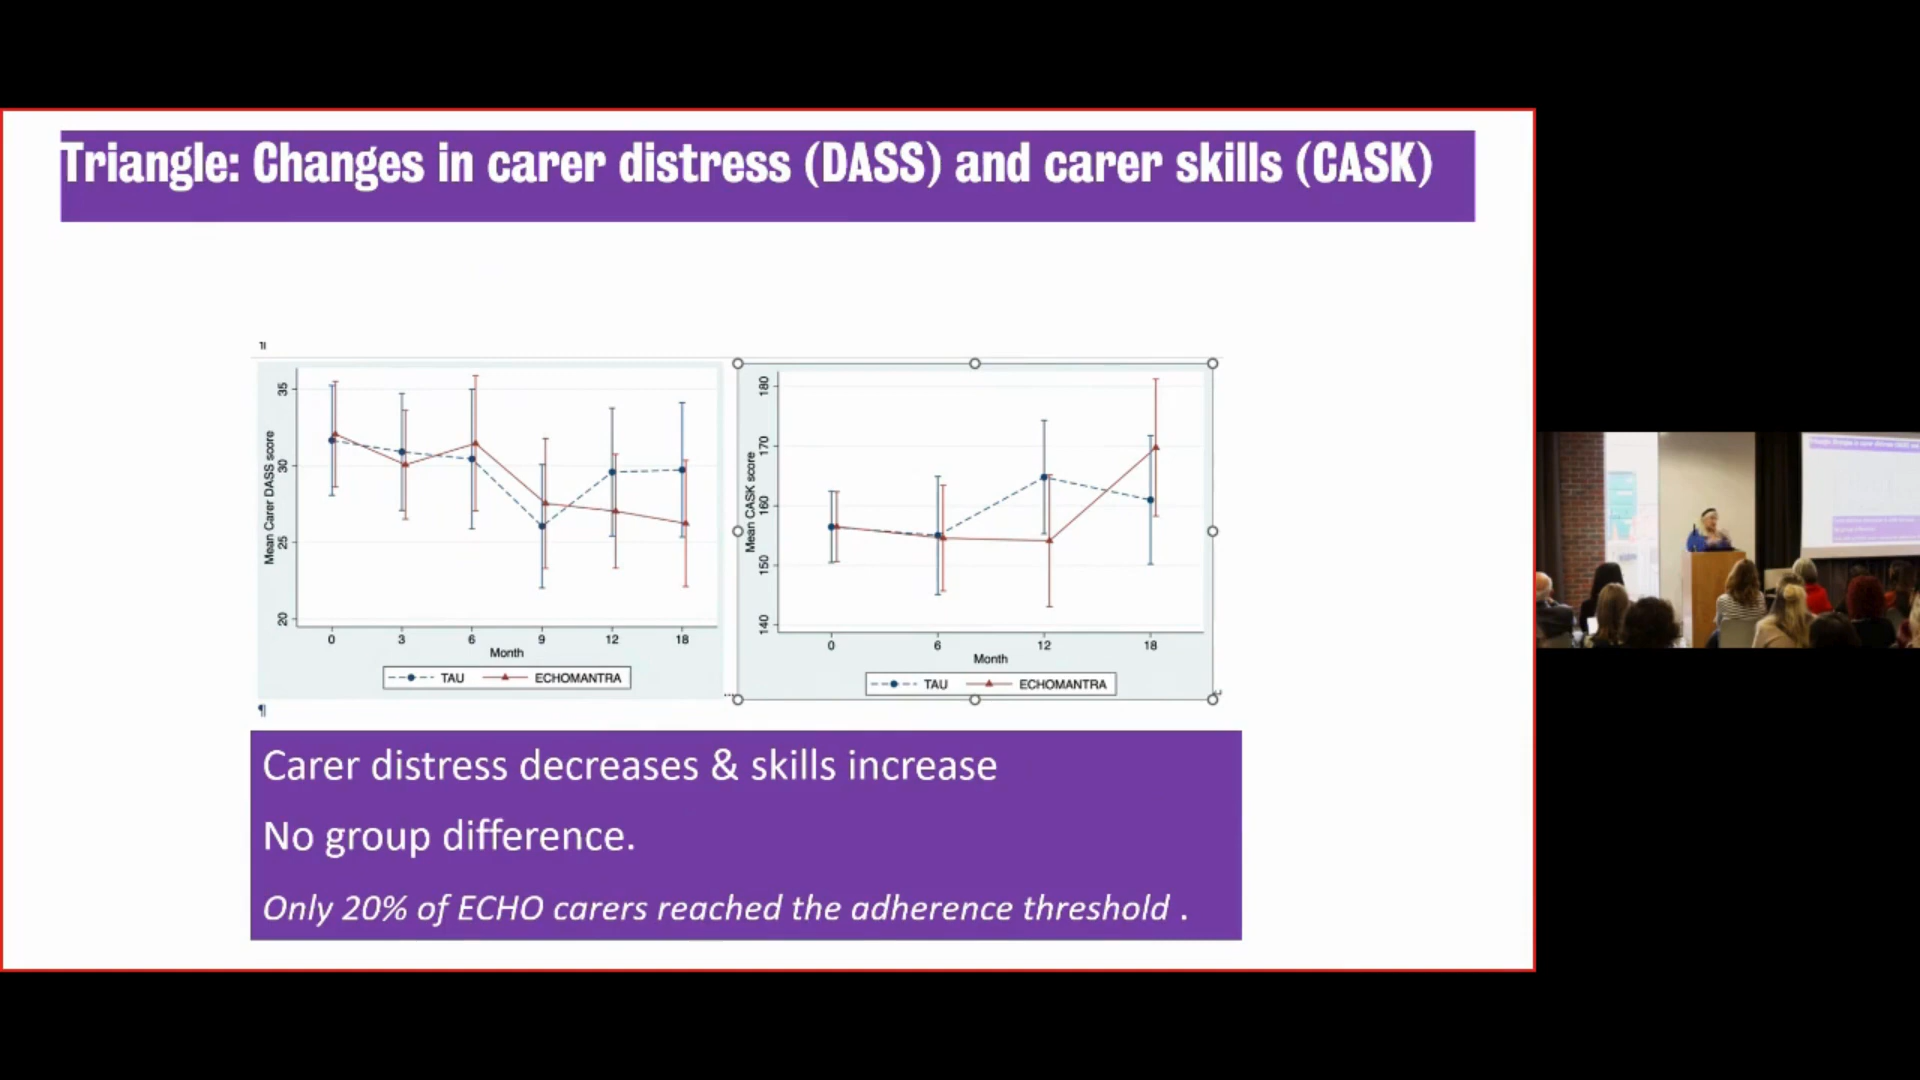 Triangle: Changes in carer distress (DASS) and carer skills (CASK)
¶
Mean Carer DASS score
35
30
25
20
0 3 6 9 12 18
Month
TAU ECHOMANTRA
Mean CASK score
180
170
160
150
140
0 6 12 18
Month
TAU ECHOMANTRA
¶
Carer distress decreases & skills increase
No group difference.
Only 20% of ECHO carers reached the adherence threshold .